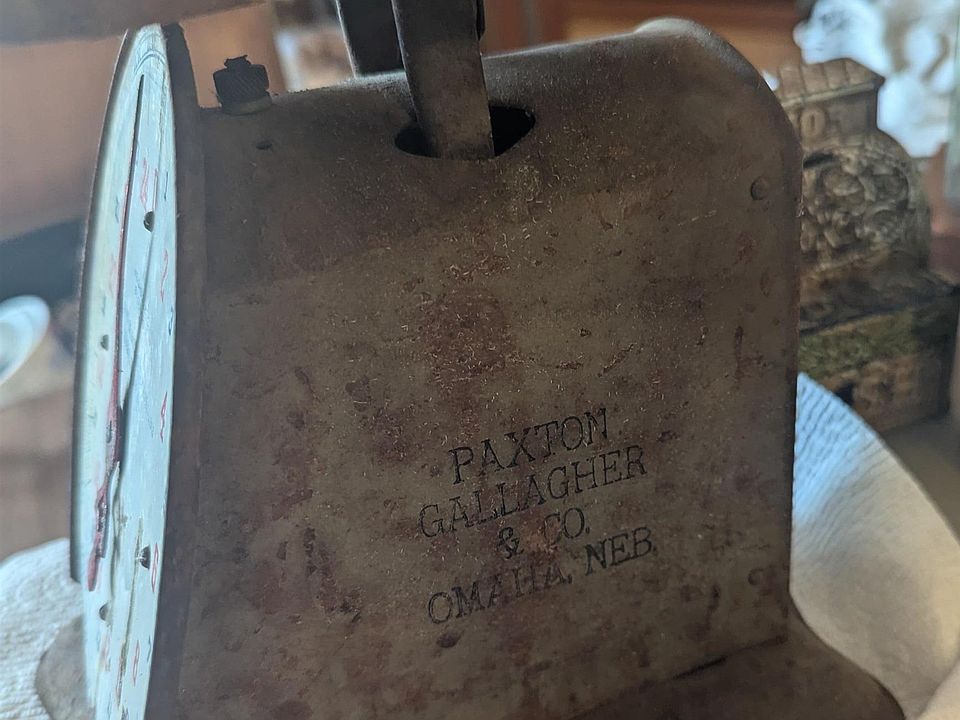 PAXTON
GALLAGHER
& CO.
OMAHA, NEB.